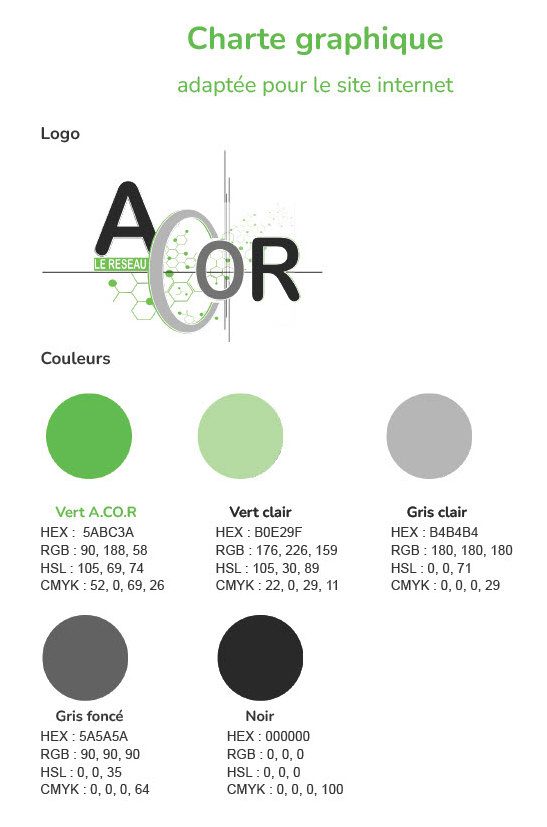 Charte graphique
adaptée pour le site internet
Logo
A
LE RESEAU
COR
Couleurs
Vert A.CO.R
HEX :  5ABC3A
RGB : 90, 188, 58
HSL : 105, 69, 74
CMYK : 52, 0, 69, 26
Vert clair
HEX : B0E29F
RGB : 176, 226, 159
HSL : 105, 30, 89
CMYK : 22, 0, 29, 11
Gris clair
HEX : B4B4B4
RGB : 180, 180, 180
HSL : 0, 0, 71
CMYK : 0, 0, 0, 29
Gris foncé
HEX : 5A5A5A
RGB : 90, 90, 90
HSL : 0, 0, 35
CMYK : 0, 0, 0, 64
Noir
HEX : 000000
RGB : 0, 0, 0
HSL : 0, 0, 0
CMYK : 0, 0, 0, 100